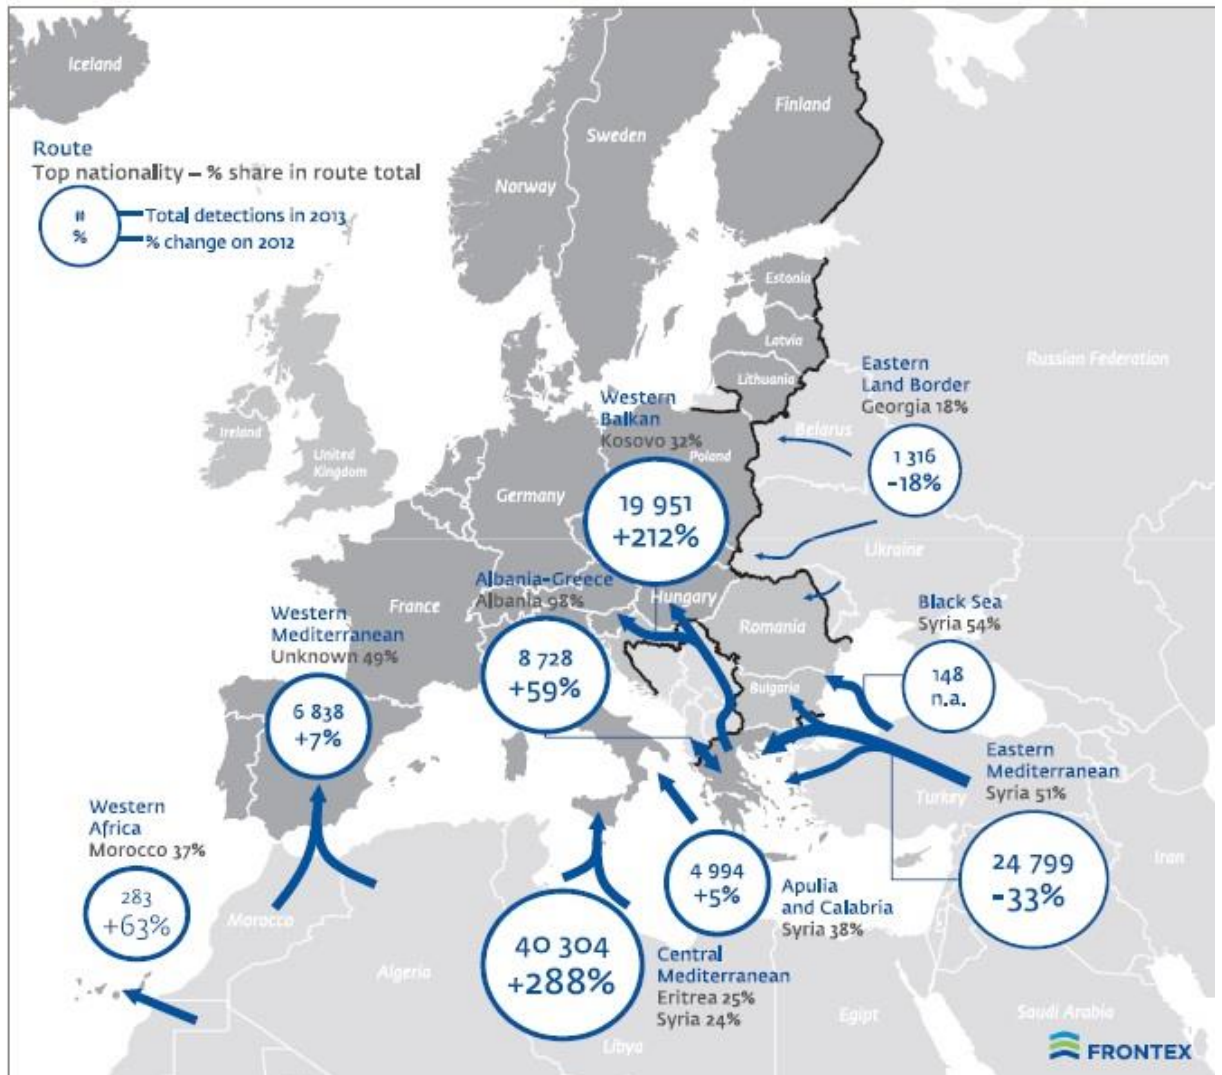 Iceland
Finland
Sweden
Norway
Route
Top nationality – % share in route total
#
%
Total detections in 2013
% change on 2012
Estonia
Latvia
Lithuania
Russian Federation
Eastern
Land Border
Georgia 18%
1 316
-18%
Belarus
Ireland
United
Kingdom
Western
Balkan
Kosovo 32%
Poland
19 951
+212%
Germany
Ukraine
France
Albania-Greece
Albania 98%
8 728
+59%
Hungary
Romania
Bulgaria
Black Sea
Syria 54%
148
n.a.
Western
Mediterranean
Unknown 49%
6 838
+7%
Eastern
Mediterranean
Syria 51%
24 799
-33%
Turkey
Iran
Western
Africa
Morocco 37%
283
+63%
Morocco
4 994
+5%
Apulia
and Calabria
Syria 38%
40 304
+288%
Central
Mediterranean
Eritrea 25%
Syria 24%
Algeria
Libya
Egipt
Saudi Arabia
FRONTEX